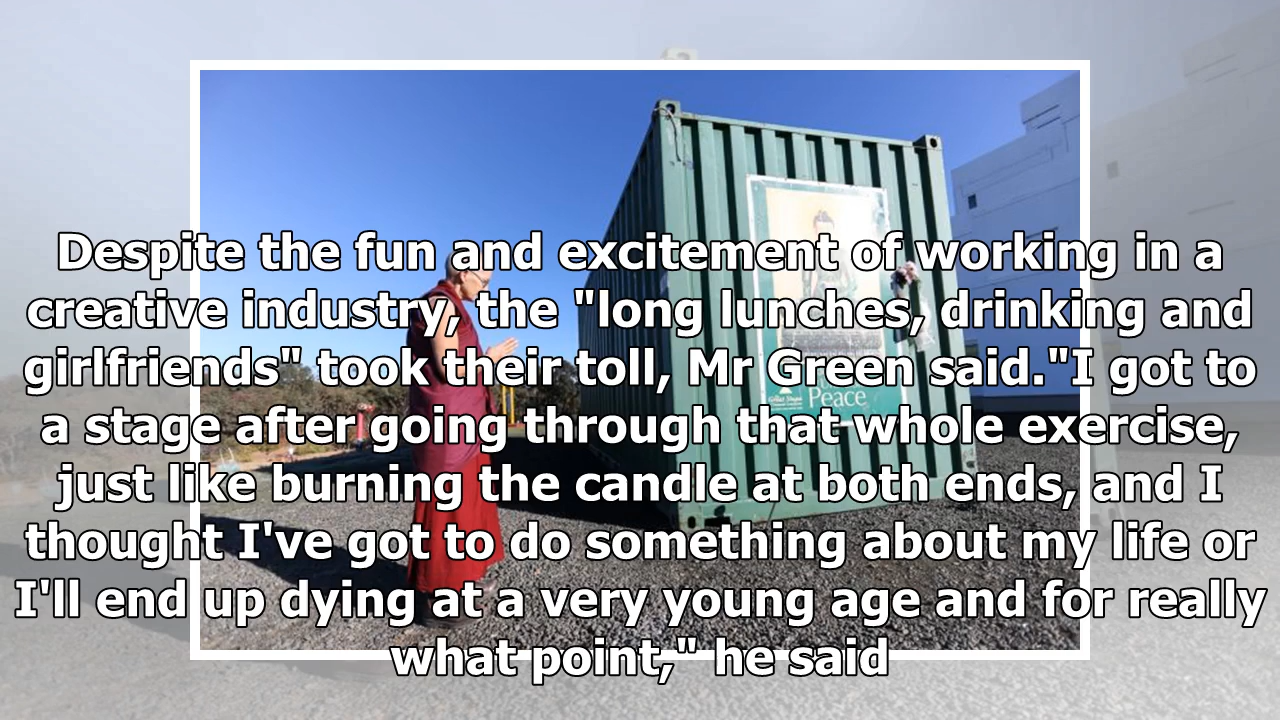 Despite the fun and excitement of working in a
creative industry, the "long lunches, drinking and
girlfriends" took their toll, Mr Green said."I got to
a stage after going through that whole exercise,
just like burning the candle at both ends, and I
thought I've got to do something about my life or
I'll end up dying at a very young age and for really
what point," he said
Peace